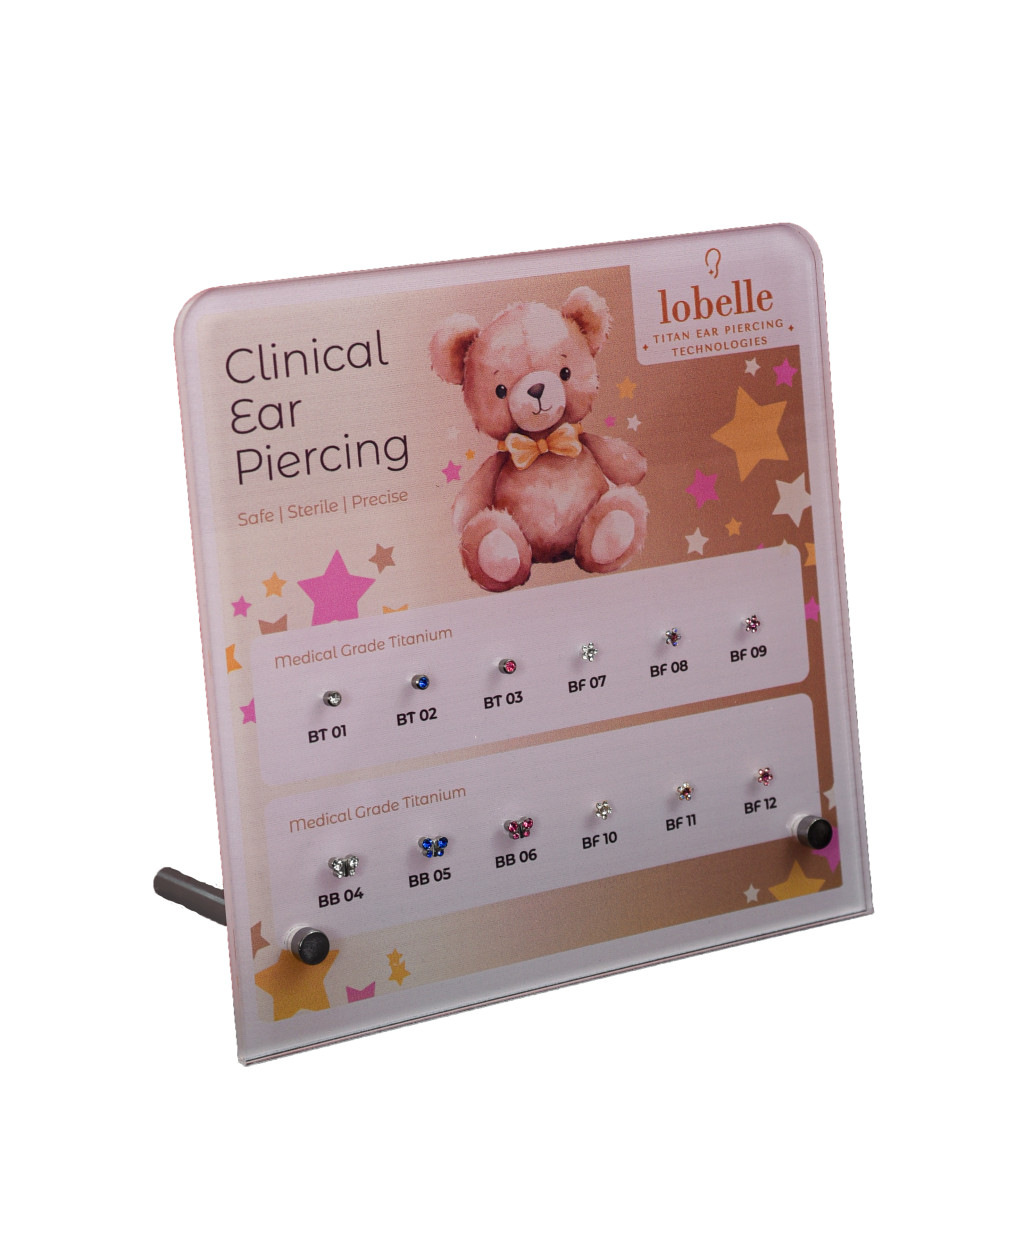 lobelle
TITAN EAR PIERCING
TECHNOLOGIES
Clinical
Ear
Piercing
Safe | Sterile | Precise
Medical Grade Titanium
BT 01
BT 02
BT 03
BF 07
BF 08
BF 09
Medical Grade Titanium
BB 04
BB 05
BB 06
BF 10
BF 11
BF 12